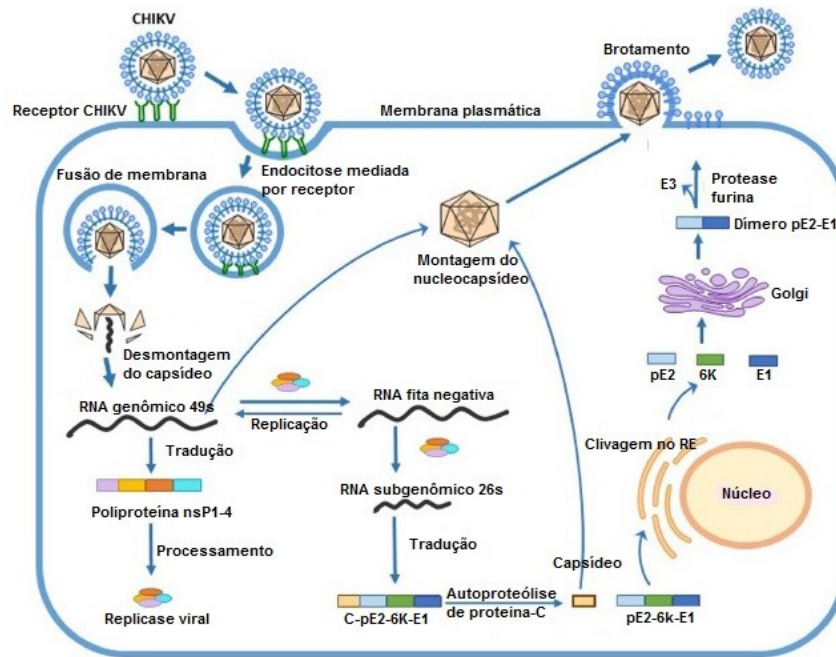 CHIKV
Receptor CHIKV
Membrana plasmática
Brotamento
Endocitose mediada
por receptor
Fusão de membrana
Desmontagem
do capsídeo
RNA genômico 49s
Replicação
RNA fita negativa
Tradução
Poliproteína nsP1-4
Processamento
Replicase viral
RNA subgenômico 26s
Tradução
C-pE2-6K-E1
Autoproteólise
de proteina-C
Capsídeo
pE2-6k-E1
Montagem do
nucleocapsídeo
Clivagem no RE
Núcleo
pE2
6K
E1
Golgi
Dímero pE2-E1
E3
Protease
furina